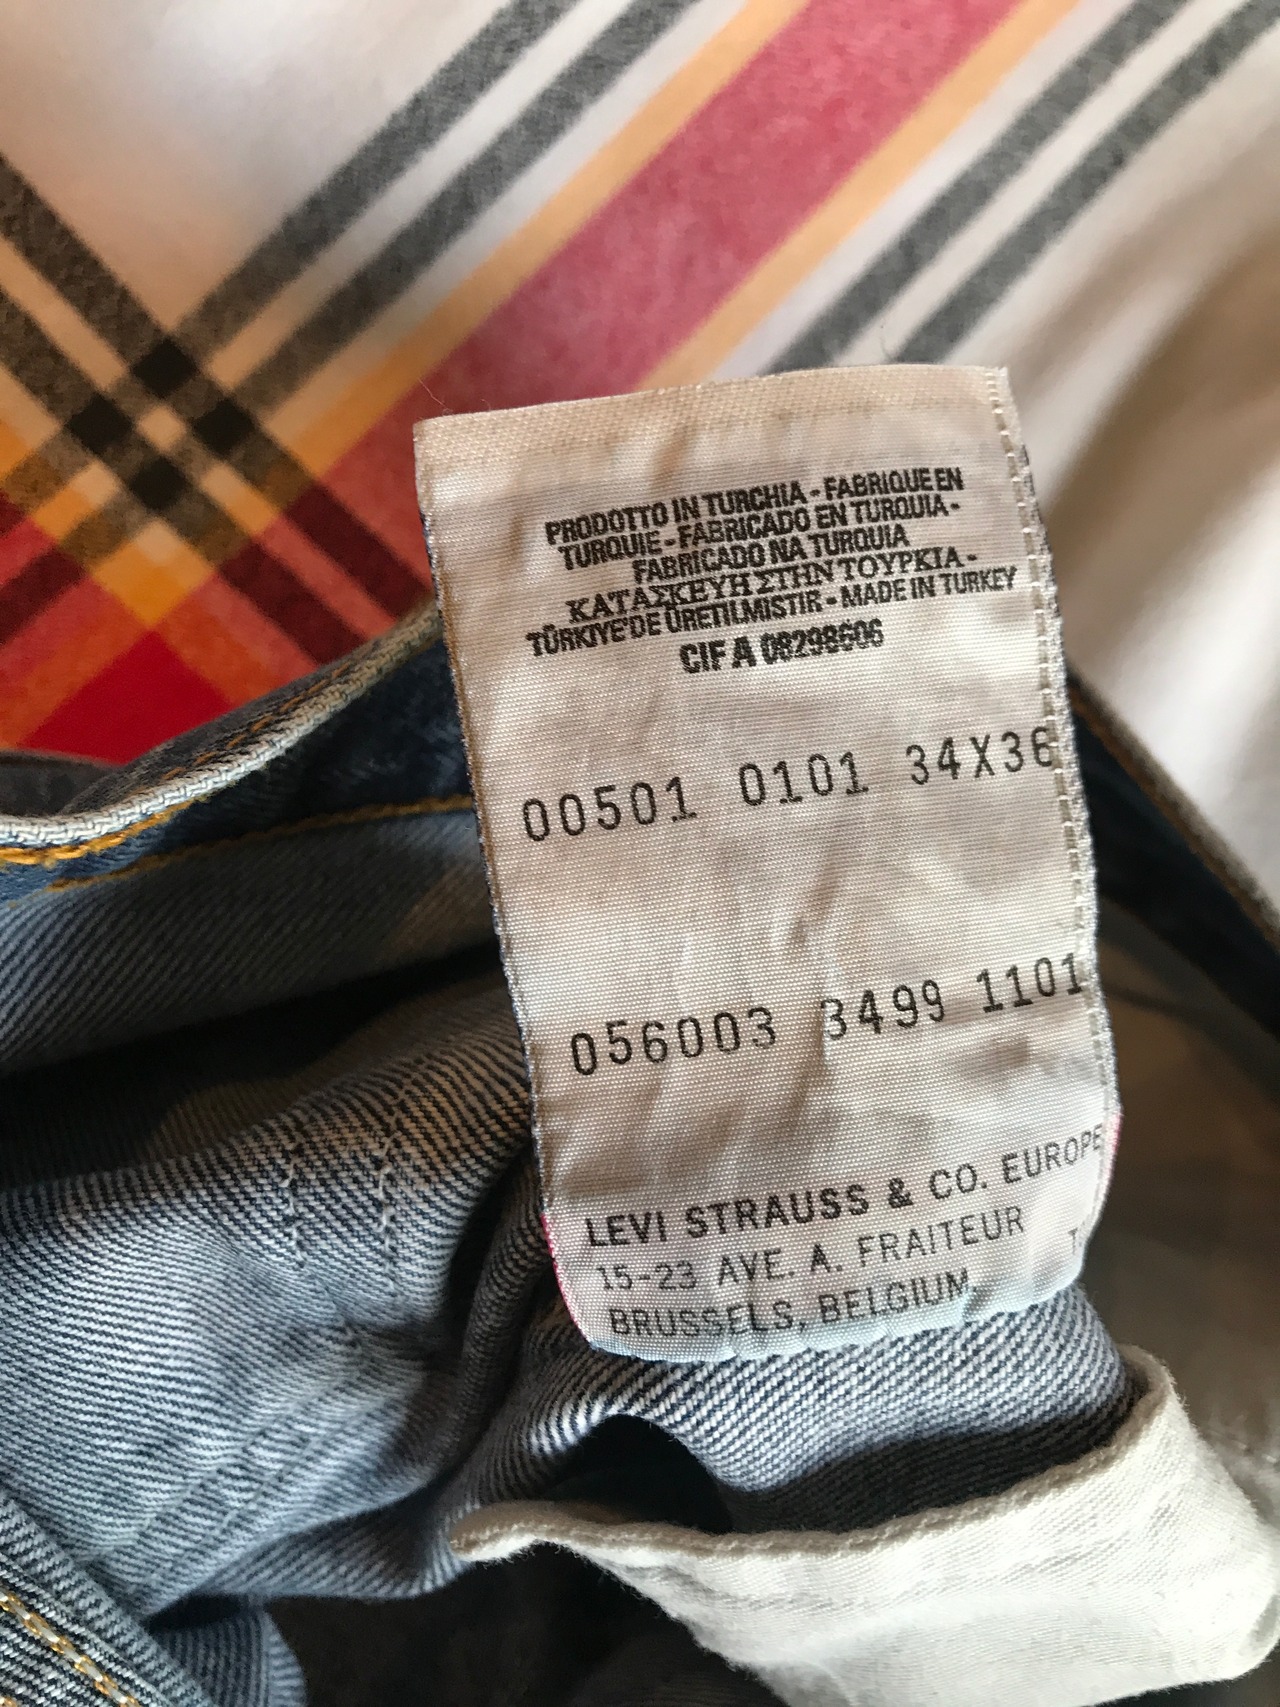 PRODOTTO IN TURCHIA - FABRIQUE EN
TURQUIE - FABRICADO EN TURQUIA -
FABRICADO NA TURQUIA
ΚΑΤΑΣΚΕΥΗ ΣΤΗΝ ΤΟΥΡΚΙΑ -
TÜRKIYE'DE ÜRETILMISTIR - MADE IN TURKEY
CIF A 08298606
00501 0101 34X36
056003 3499 1101
LEVI STRAUSS & CO. EUROPE
15-23 AVE. A. FRAITEUR
BRUSSELS, BELGIUM